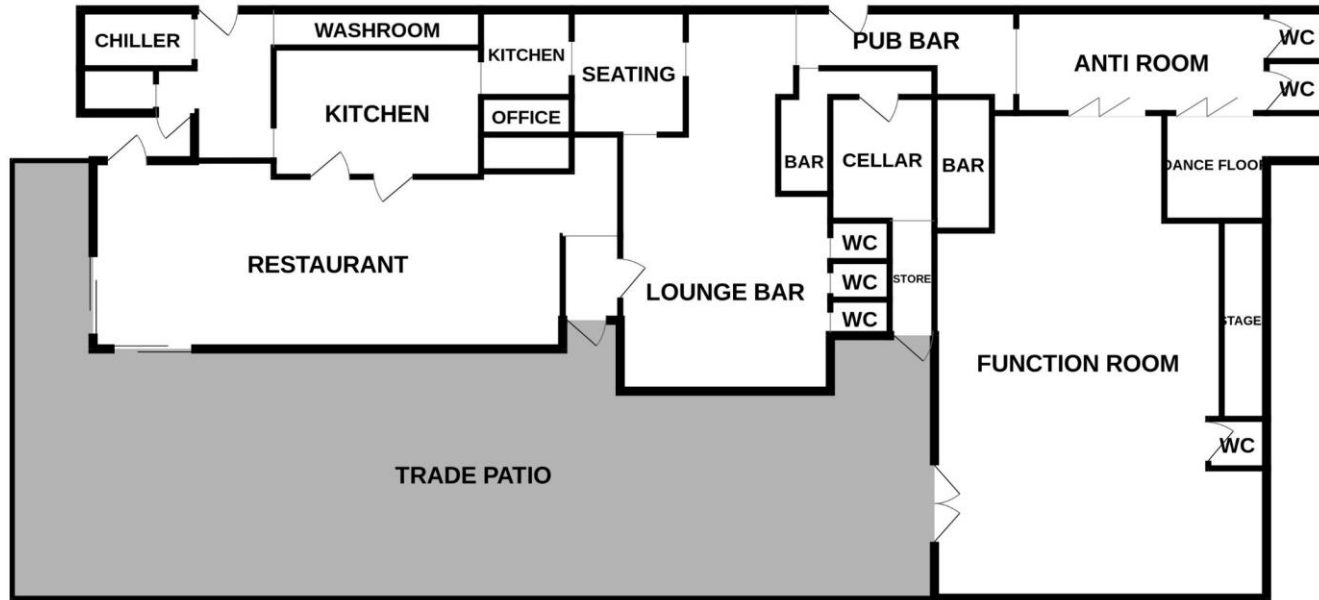 CHILLER
WASHROOM
KITCHEN
SEATING
PUB BAR
ANTI ROOM
WC
WC
KITCHEN
OFFICE
BAR
CELLAR
BAR
DANCE FLOOR
WC
WC
WC
STORE
RESTAURANT
LOUNGE BAR
STAGE
FUNCTION ROOM
WC
TRADE PATIO